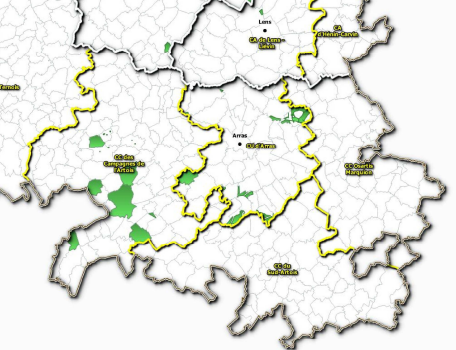 Lens
CA de Lens -
Liévin
CA
d'Hénin-Carvin
Ternois
Arras
CU d'Arras
CC des
Campagnes de
l'Artois
CC Osartis
Marquion
CC du
Sud-Artois